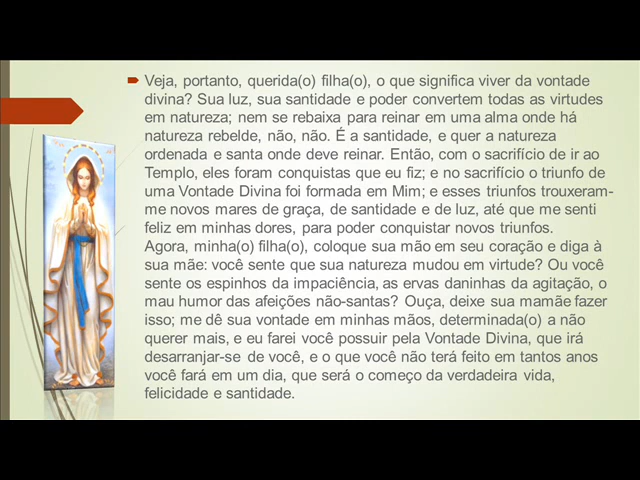 Veja, portanto, querida(o) filha(o), o que significa viver da vontade
divina? Sua luz, sua santidade e poder convertem todas as virtudes
em natureza; nem se rebaixa para reinar em uma alma onde há
natureza rebelde, não, não. É a santidade, e quer a natureza
ordenada e santa onde deve reinar. Então, com o sacrifício de ir ao
Templo, eles foram conquistas que eu fiz; e no sacrifício o triunfo de
uma Vontade Divina foi formada em Mim; e esses triunfos trouxeram-
me novos mares de graça, de santidade e de luz, até que me senti
feliz em minhas dores, para poder conquistar novos triunfos.
Agora, minha(o) filha(o), coloque sua mão em seu coração e diga à
sua mãe: você sente que sua natureza mudou em virtude? Ou você
sente os espinhos da impaciência, as ervas daninhas da agitação, o
mau humor das afeições não-santas? Ouça, deixe sua mamãe fazer
isso; me dê sua vontade em minhas mãos, determinada(o) a não
querer mais, e eu farei você possuir pela Vontade Divina, que irá
desarranjar-se de você, e o que você não terá feito em tantos anos
você fará em um dia, que será o começo da verdadeira vida,
felicidade e santidade.